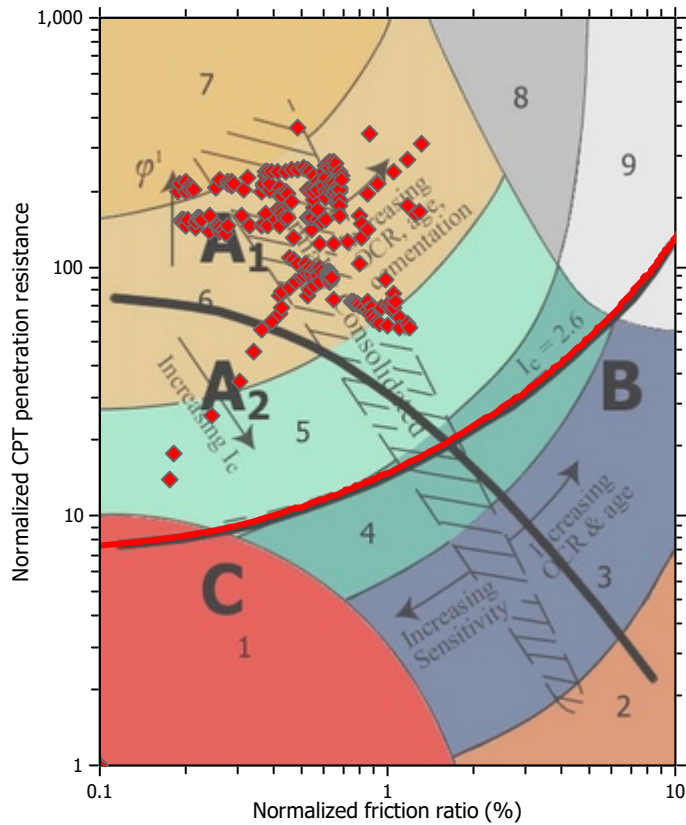 1,000
100
10
1
Normalized CPT penetration resistance
7
8
9
φ¹
Increasing
OCR, age,
cementation
A₁
6
Consolidated
I꜀ = 2.6
B
A₂
Increasing I꜀
5
4
Increasing
OCR & age
C
3
Increasing
Sensitivity
1
2
0.1
1
10
Normalized friction ratio (%)